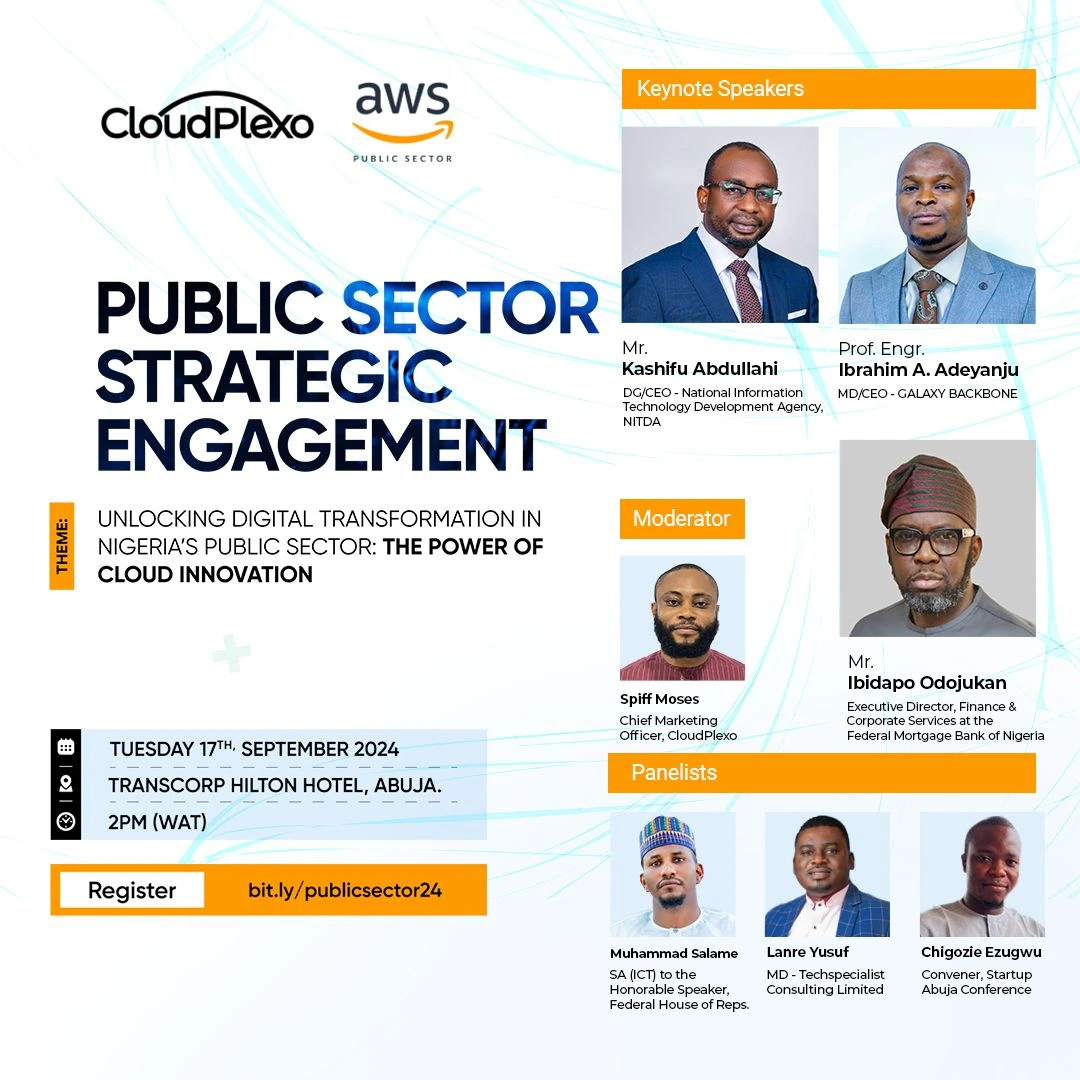 CloudPlexo
aws
PUBLIC SECTOR
PUBLIC SECTOR
STRATEGIC
ENGAGEMENT
THEME:
UNLOCKING DIGITAL TRANSFORMATION IN
NIGERIA'S PUBLIC SECTOR: THE POWER OF
CLOUD INNOVATION
TUESDAY 17TH, SEPTEMBER 2024
TRANSCORP HILTON HOTEL, ABUJA.
2PM (WAT)
Register
bit.ly/publicsector24
Keynote Speakers
Mr.
Kashifu Abdullahi
DG/CEO - National Information
Technology Development Agency,
NITDA
Prof. Engr.
Ibrahim A. Adeyanju
MD/CEO - GALAXY BACKBONE
Moderator
Spiff Moses
Chief Marketing
Officer, CloudPlexo
Mr.
Ibidapo Odojukan
Executive Director, Finance &
Corporate Services at the
Federal Mortgage Bank of Nigeria
Panelists
Muhammad Salame
SA (ICT) to the
Honorable Speaker,
Federal House of Reps.
Lanre Yusuf
MD - Techspecialist
Consulting Limited
Chigozie Ezugwu
Convener, Startup
Abuja Conference